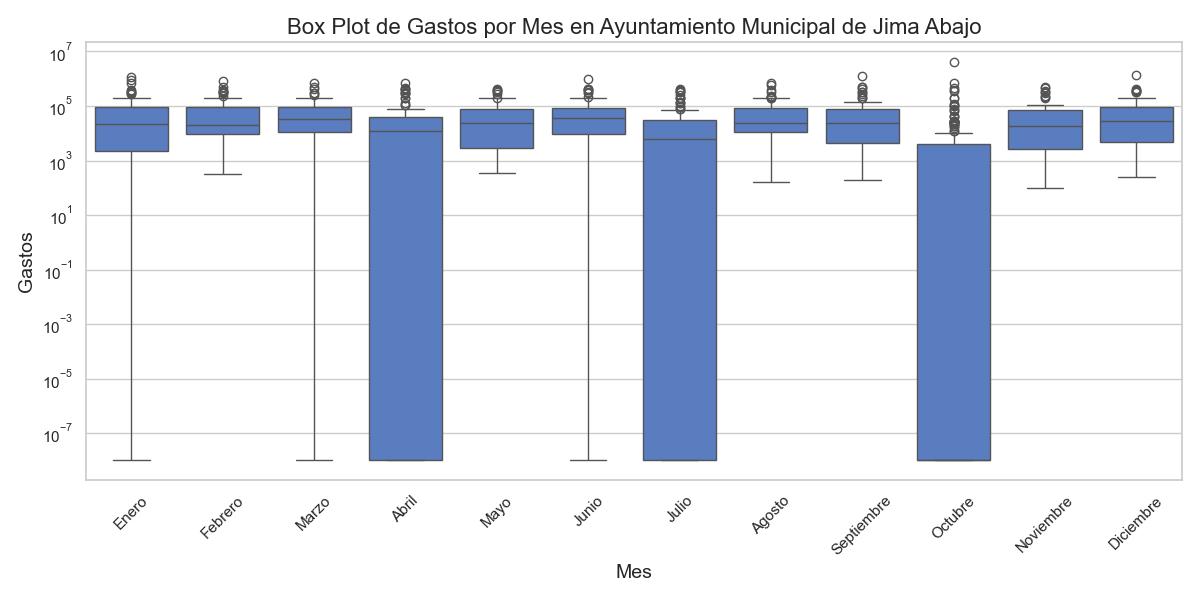 Box Plot de Gastos por Mes en Ayuntamiento Municipal de Jima Abajo
Gastos
10^7
10^5
10^3
10^1
10^−1
10^−3
10^−5
10^−7
Enero
Febrero
Marzo
Abril
Mayo
Junio
Julio
Agosto
Septiembre
Octubre
Noviembre
Diciembre
Mes